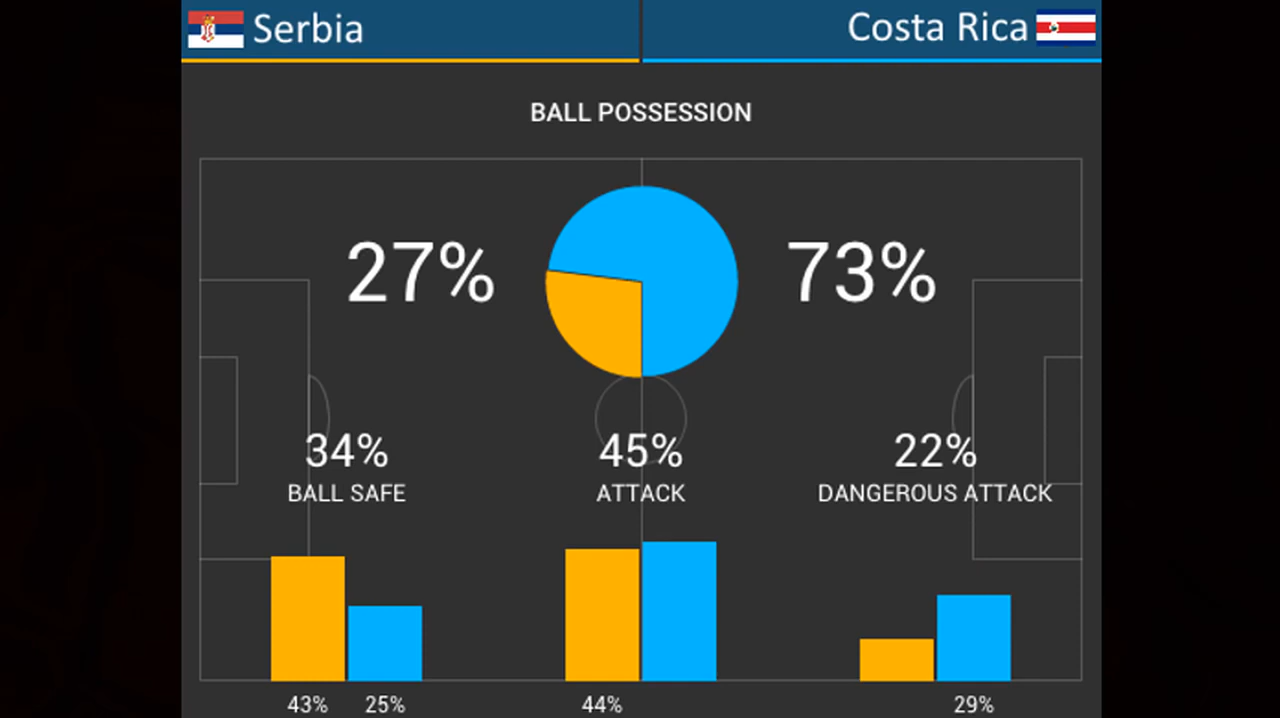 Serbia
Costa Rica
BALL POSSESSION
27%
73%
34%
45%
22%
BALL SAFE
ATTACK
DANGEROUS ATTACK
43%
25%
44%
29%